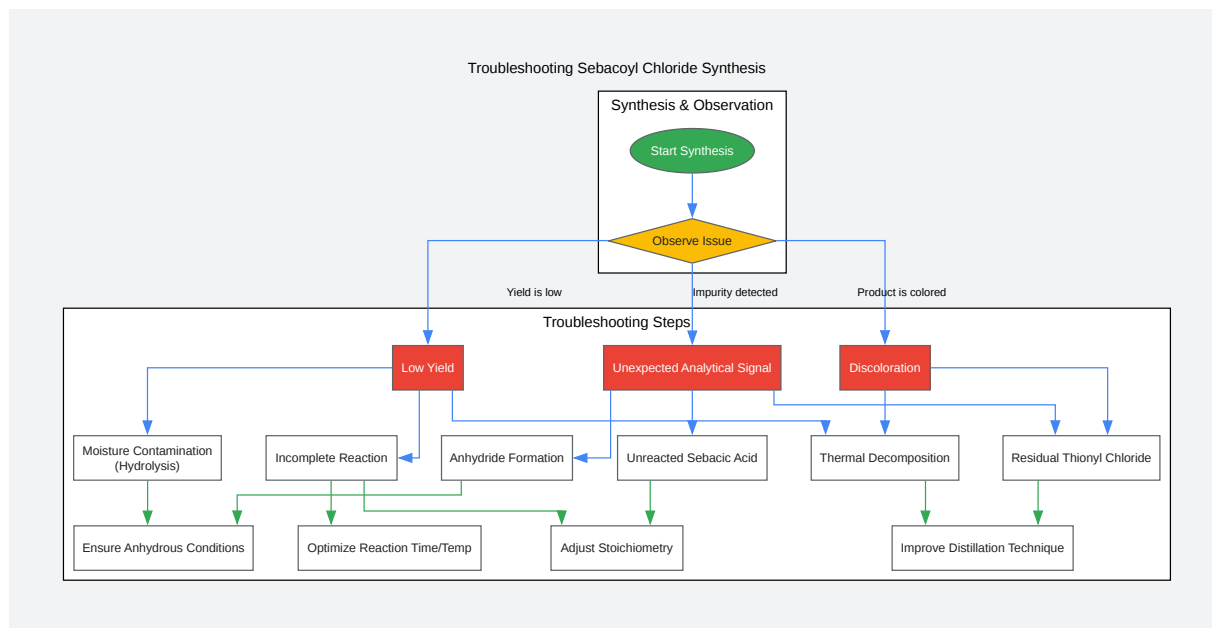 Troubleshooting Sebacoyl Chloride Synthesis
Synthesis & Observation
Start Synthesis
Observe Issue
Yield is low
Impurity detected
Product is colored
Troubleshooting Steps
Low Yield
Unexpected Analytical Signal
Discoloration
Moisture Contamination
(Hydrolysis)
Incomplete Reaction
Anhydride Formation
Unreacted Sebacic Acid
Thermal Decomposition
Residual Thionyl Chloride
Ensure Anhydrous Conditions
Optimize Reaction Time/Temp
Adjust Stoichiometry
Improve Distillation Technique